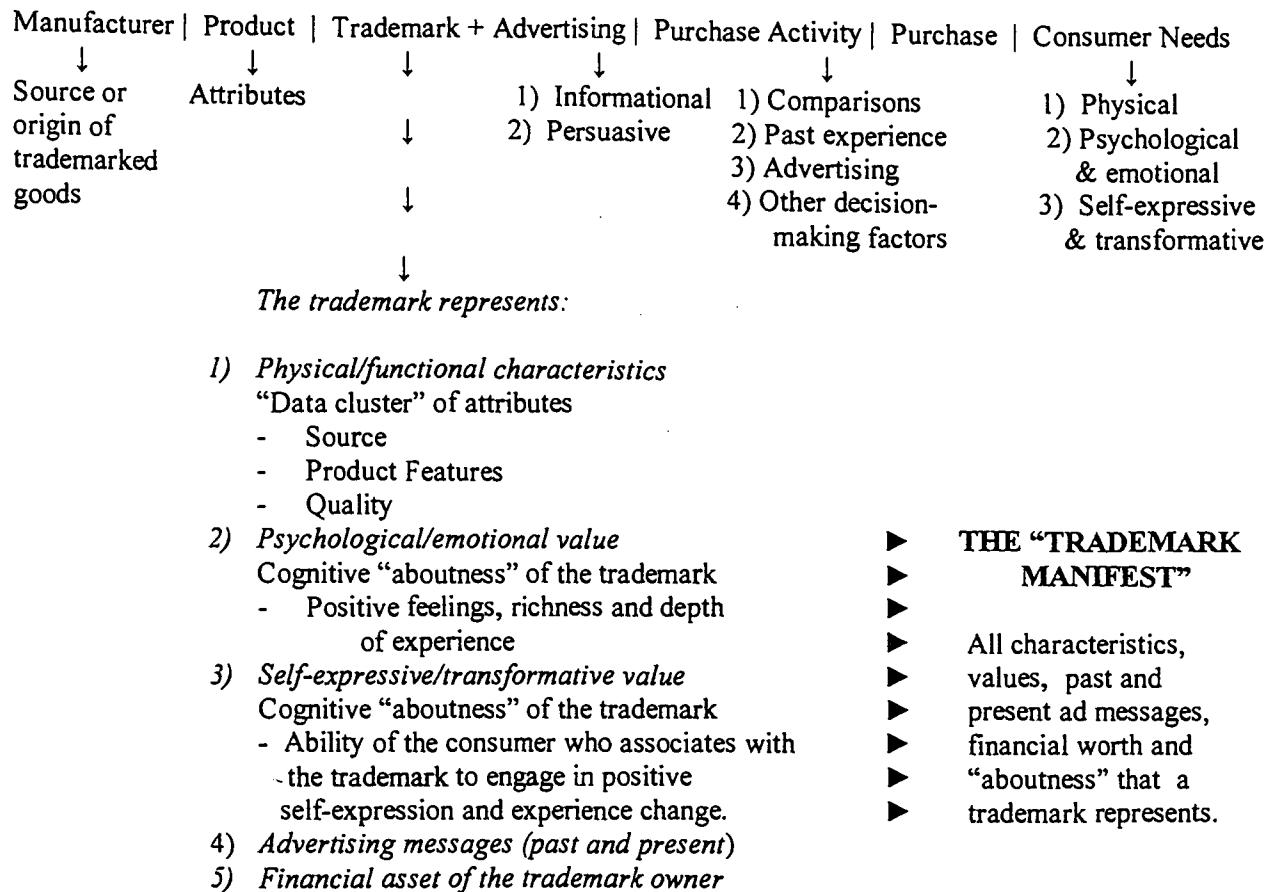 Manufacturer | Product | Trademark + Advertising | Purchase Activity | Purchase | Consumer Needs
↓ ↓ ↓ ↓ ↓ ↓
Source or
origin of
trademarked
goods
Attributes
↓
↓
↓
1) Informational
2) Persuasive
1) Comparisons
2) Past experience
3) Advertising
4) Other decision-
making factors
1) Physical
2) Psychological
& emotional
3) Self-expressive
& transformative
The trademark represents:
1) Physical/functional characteristics
“Data cluster” of attributes
- Source
- Product Features
- Quality
2) Psychological/emotional value
Cognitive “aboutness” of the trademark
- Positive feelings, richness and depth
of experience
3) Self-expressive/transformative value
Cognitive “aboutness” of the trademark
- Ability of the consumer who associates with
the trademark to engage in positive
self-expression and experience change.
4) Advertising messages (past and present)
5) Financial asset of the trademark owner
THE “TRADEMARK
MANIFEST”
All characteristics,
values, past and
present ad messages,
financial worth and
“aboutness” that a
trademark represents.